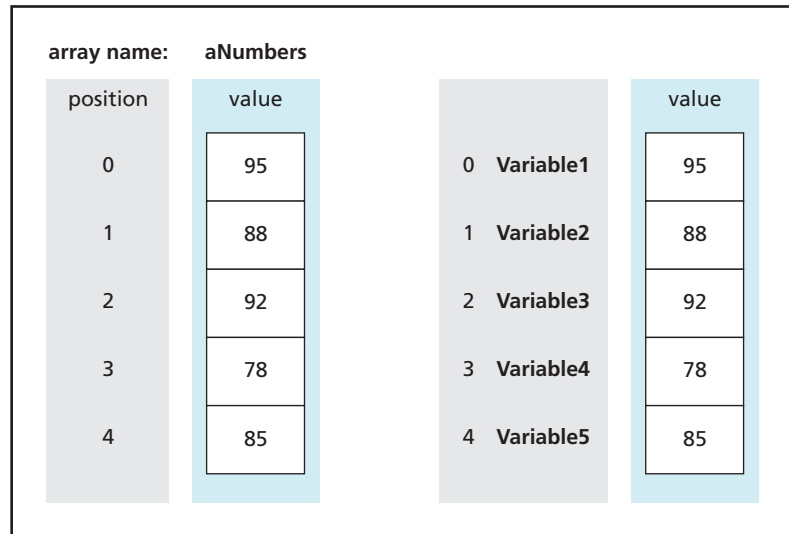 array name: aNumbers
position value value
0 95 0 Variable1 95
1 88 1 Variable2 88
2 92 2 Variable3 92
3 78 3 Variable4 78
4 85 4 Variable5 85